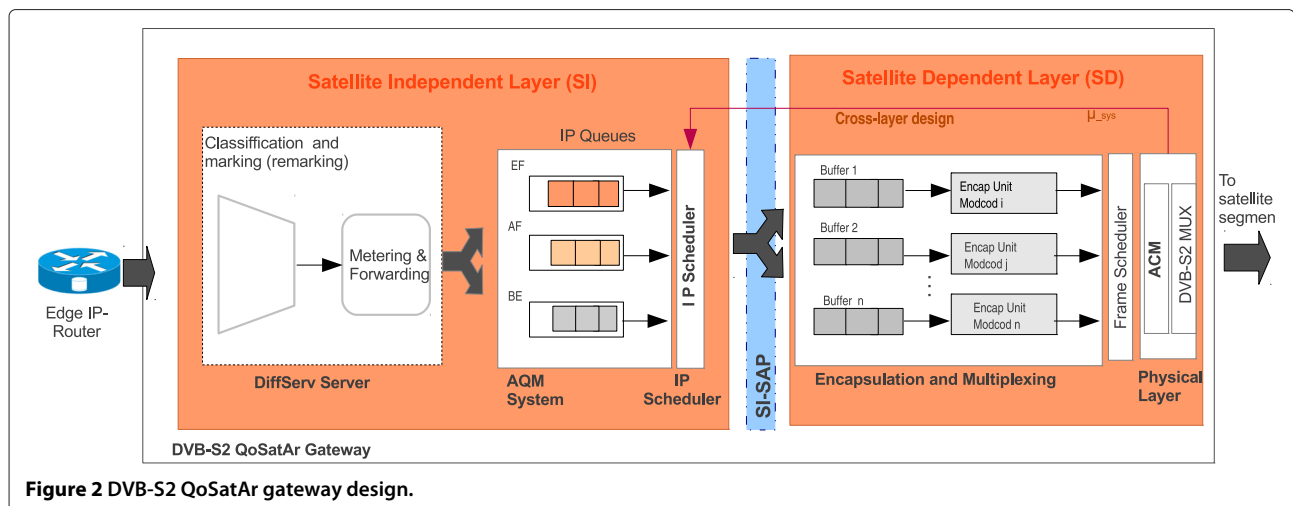 Satellite Independent Layer (SI)
Satellite Dependent Layer (SD)
Cross-layer design
μ_sys
Classiffication and
marking (remarking)
Metering &
Forwarding
DiffServ Server
IP Queues
EF
AF
BE
I P Scheduler
AQM
System
IP
Scheduler
SI-SAP
Buffer 1
Encap Unit
Modcod i
Buffer 2
Encap Unit
Modcod j
Buffer n
Encap Unit
Modcod n
Frame Scheduler
ACM
DVB-S2 MUX
Encapsulation and Multiplexing
Physical
Layer
To
satellite
segmen
Edge IP-
Router
DVB-S2 QoSatAr Gateway
Figure 2 DVB-S2 QoSatAr gateway design.